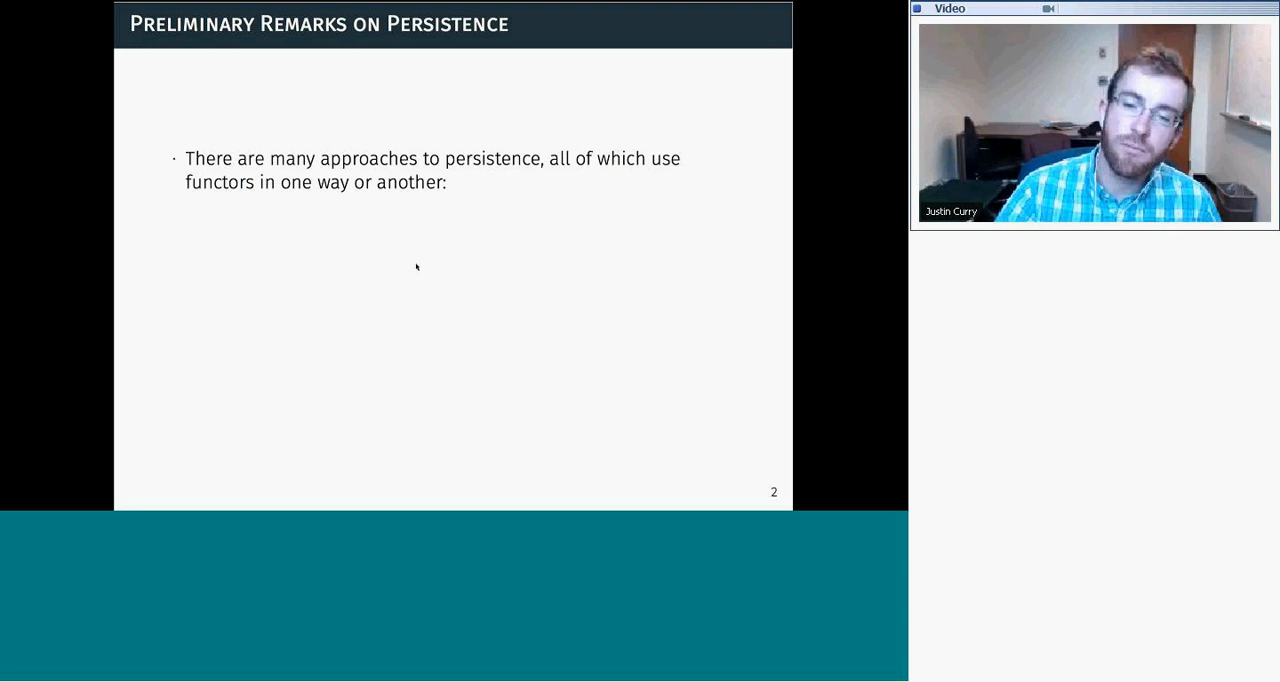 PRELIMINARY REMARKS ON PERSISTENCE
· There are many approaches to persistence, all of which use
functors in one way or another:
2
Video
Justin Curry